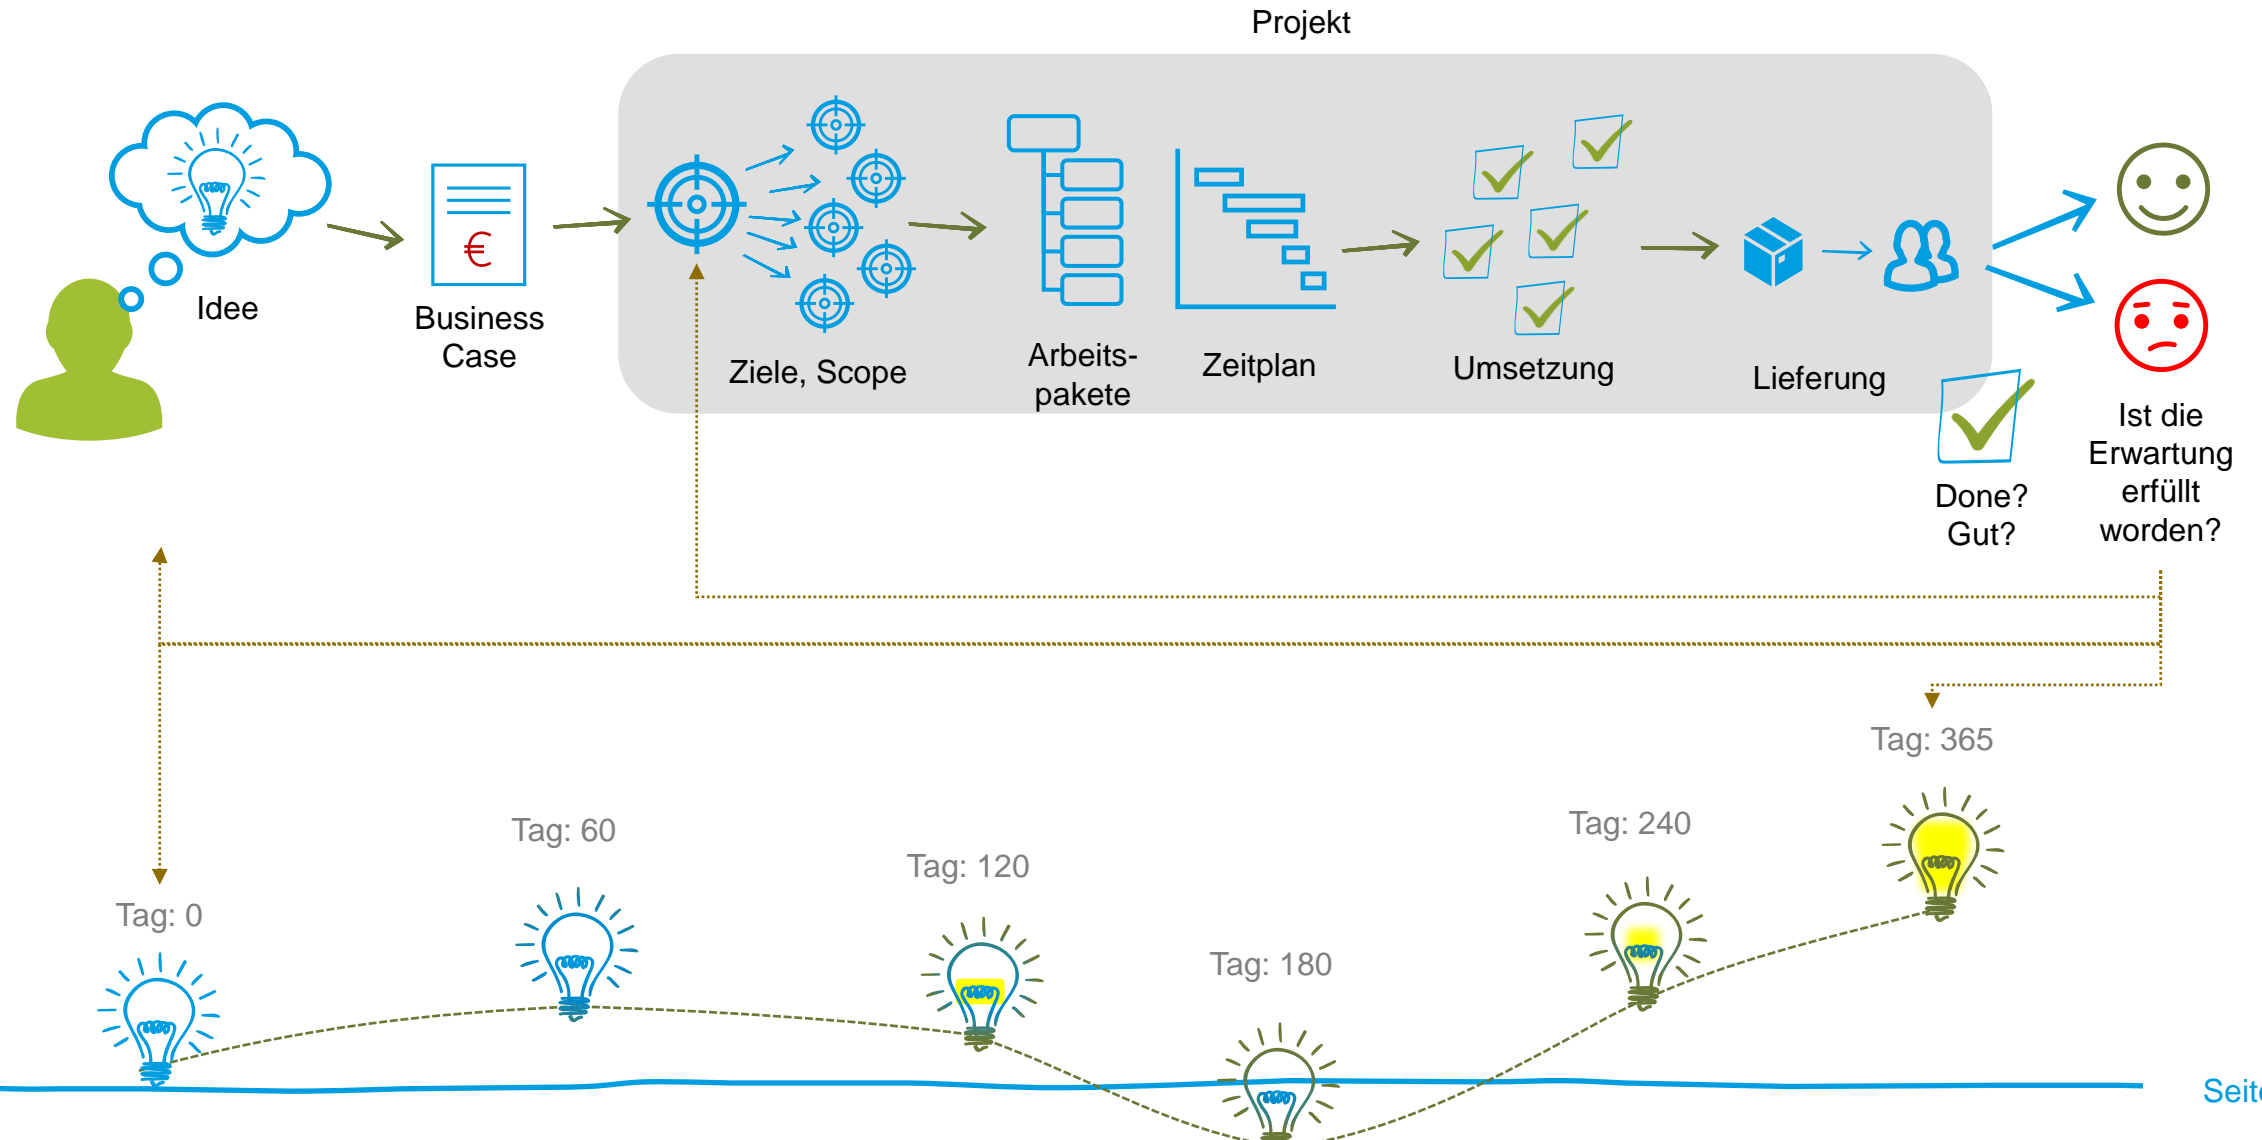 Projekt
Idee
Business
Case
€
Ziele, Scope
Arbeits-
pakete
Zeitplan
Umsetzung
Lieferung
Done?
Gut?
Ist die
Erwartung
erfüllt
worden?
Tag: 0
Tag: 60
Tag: 120
Tag: 180
Tag: 240
Tag: 365